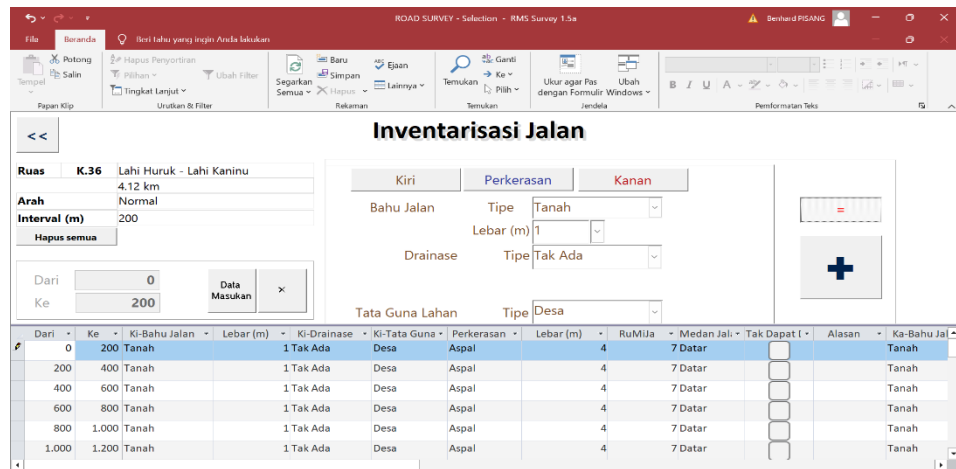 ROAD SURVEY - Selection - RMS Survey 1.5a
Benhard PISANG
File Beranda Beri tahu yang ingin Anda lakukan
Tempel
Potong
Salin
Papan Klip
Hapus Penyortiran
Pilihan
Tingkat Lanjut
Ubah Filter
Urutkan & Filter
Segarkan Semua
Baru
Simpan
Hapus
Ejaan
Lainnya
Rekaman
Temukan
Ganti
Ke
Pilih
Temukan
Ukur agar Pas dengan Formulir
Ubah Windows
Jendela
B I U A
Pemformatan Teks
<<
Inventarisasi Jalan
Ruas K.36 Lahi Huruk - Lahi Kaninu
4.12 km
Arah Normal
Interval (m) 200
Hapus semua
Dari 0
Ke 200
Data Masukan
×
Kiri Perkerasan Kanan
Bahu Jalan Tipe Tanah
Lebar (m) 1
Drainase Tipe Tak Ada
Tata Guna Lahan Tipe Desa
=
+
Dari Ke Ki-Bahu Jalan Lebar (m) Ki-Drainase Ki-Tata Guna Perkerasan Lebar (m) RuMiJa Medan Jala Tak Dapat Alasan Ka-Bahu Jal
0 200 Tanah 1 Tak Ada Desa Aspal 4 7 Datar Tanah
200 400 Tanah 1 Tak Ada Desa Aspal 4 7 Datar Tanah
400 600 Tanah 1 Tak Ada Desa Aspal 4 7 Datar Tanah
600 800 Tanah 1 Tak Ada Desa Aspal 4 7 Datar Tanah
800 1.000 Tanah 1 Tak Ada Desa Aspal 4 7 Datar Tanah
1.000 1.200 Tanah 1 Tak Ada Desa Aspal 4 7 Datar Tanah